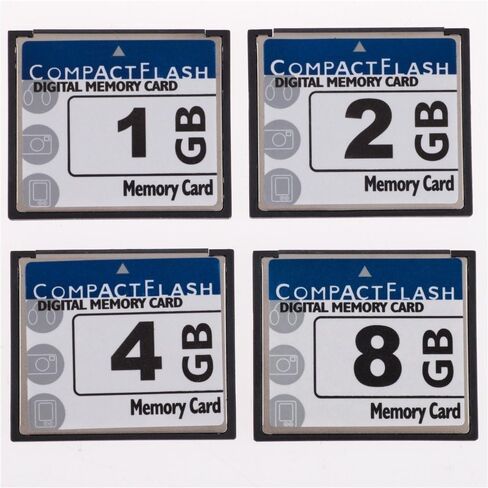 COMPACTFLASH
DIGITAL MEMORY CARD
1 GB
Memory Card
COMPACTFLASH
DIGITAL MEMORY CARD
2 GB
Memory Card
COMPACTFLASH
DIGITAL MEMORY CARD
4 GB
Memory Card
COMPACTFLASH
DIGITAL MEMORY CARD
8 GB
Memory Card